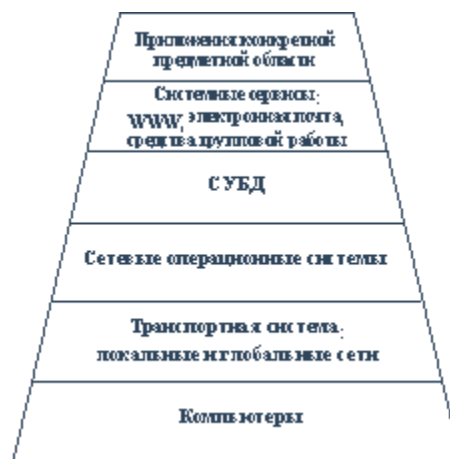 Приложения конкретной
предметной области
Системные сервисы:
WWW, электронная почта,
средства групповой работы
СУБД
Сетевые операционные системы
Транспортная система:
локальные и глобальные сети
Компьютеры